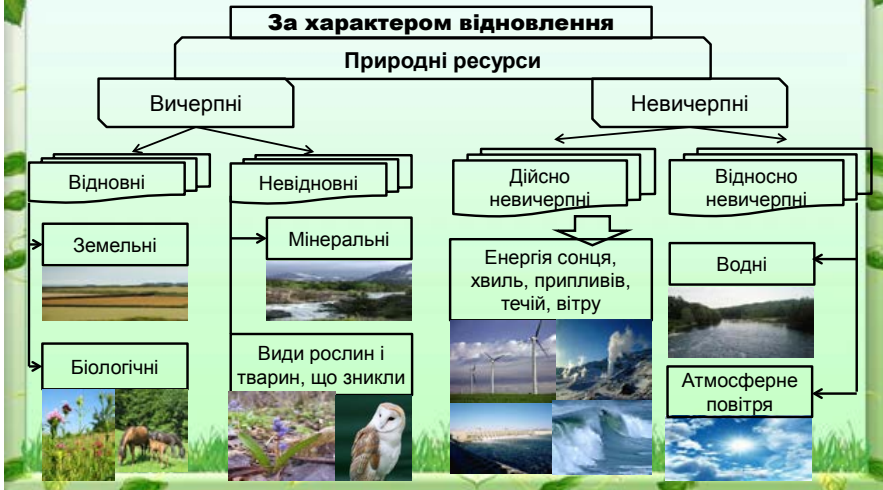 За характером відновлення
Природні ресурси
Вичерпні
Невичерпні
Відновні
Невідновні
Дійсно
невичерпні
Відносно
невичерпні
Земельні
Мінеральні
Енергія сонця,
хвиль, припливів,
течій, вітру
Водні
Біологічні
Види рослин і
тварин, що зникли
Атмосферне
повітря